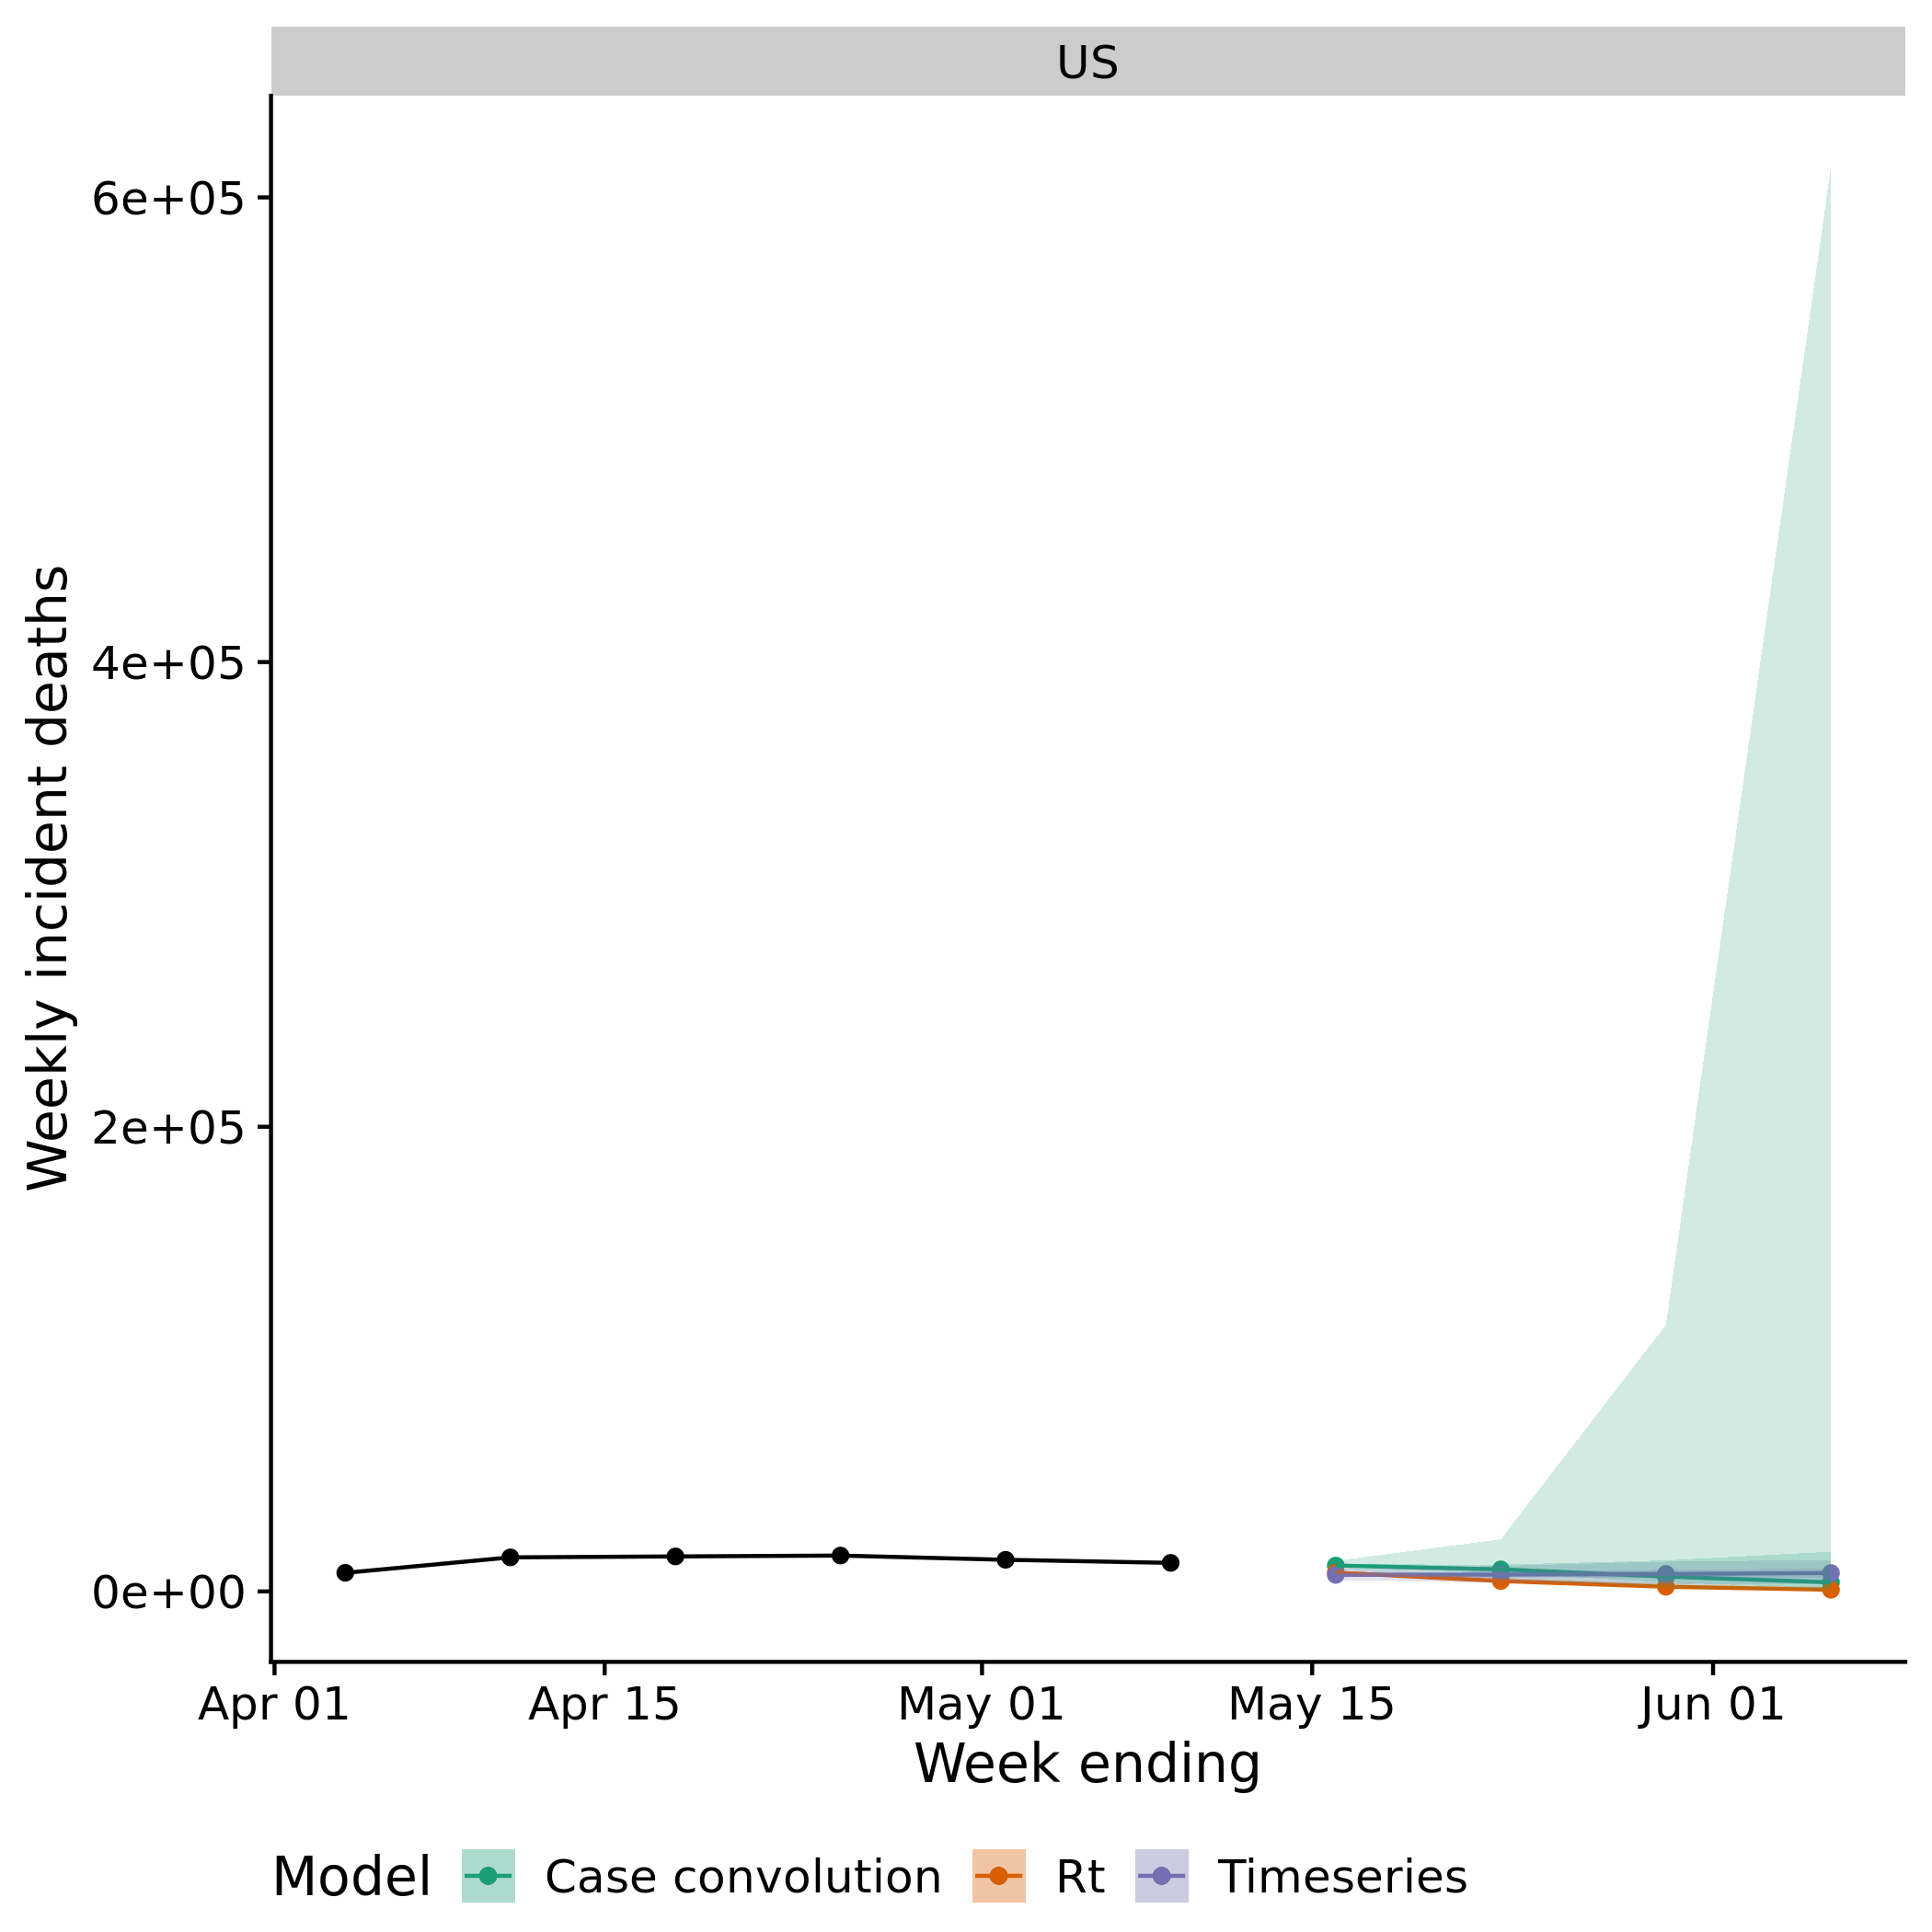 US
6e+05
4e+05
2e+05
0e+00
Weekly incident deaths
Apr 01 Apr 15 May 01 May 15 Jun 01
Week ending
Model Case convolution Rt Timeseries